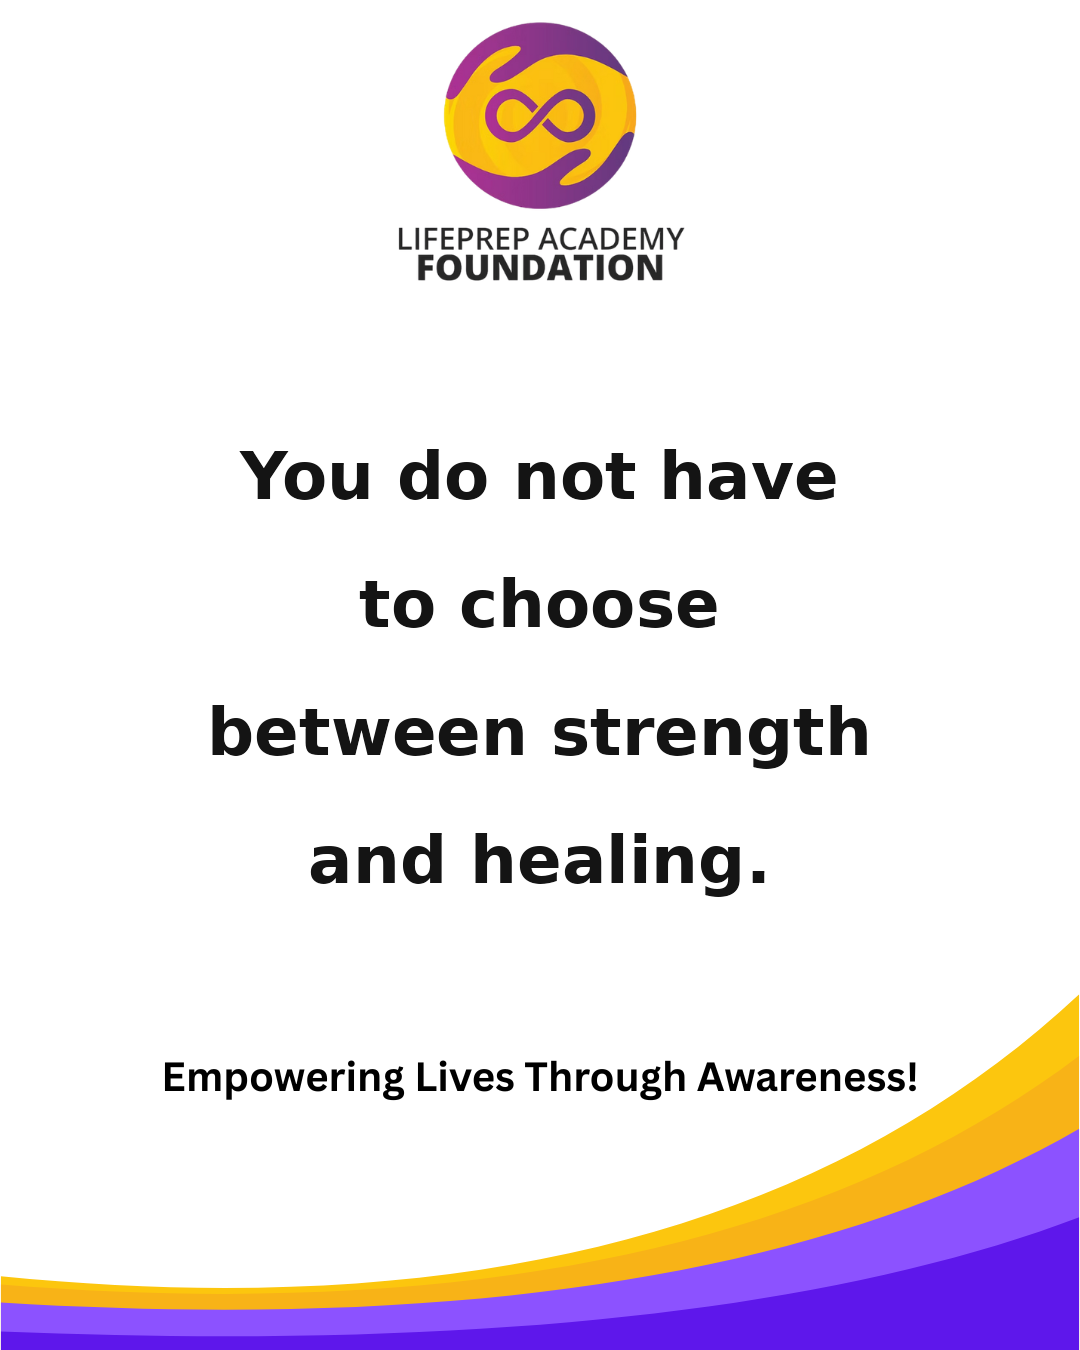 LIFEPREP ACADEMY
FOUNDATION
You do not have
to choose
between strength
and healing.
Empowering Lives Through Awareness!